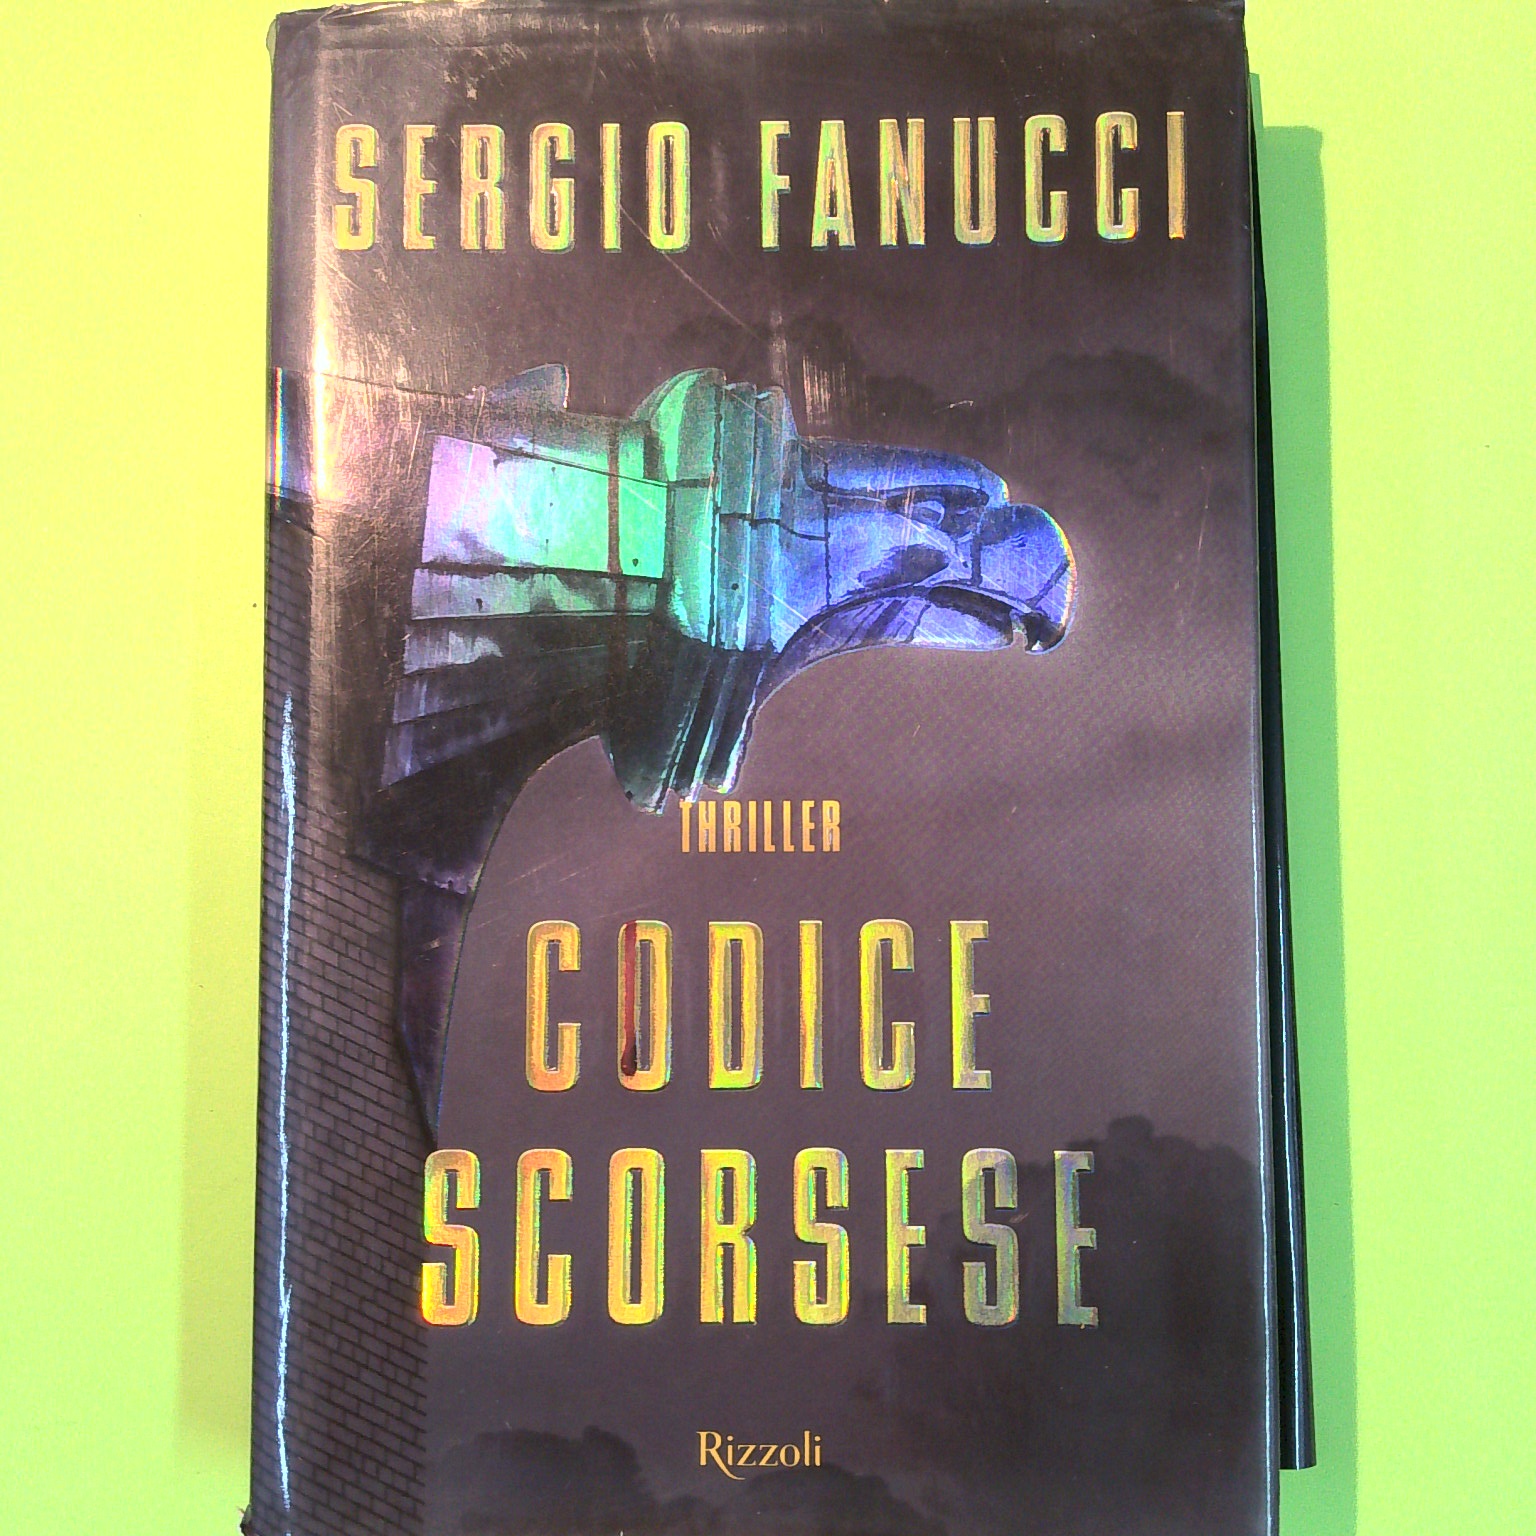 SERGIO FANUCCI
THRILLER
CODICE
SCORSESE
Rizzoli